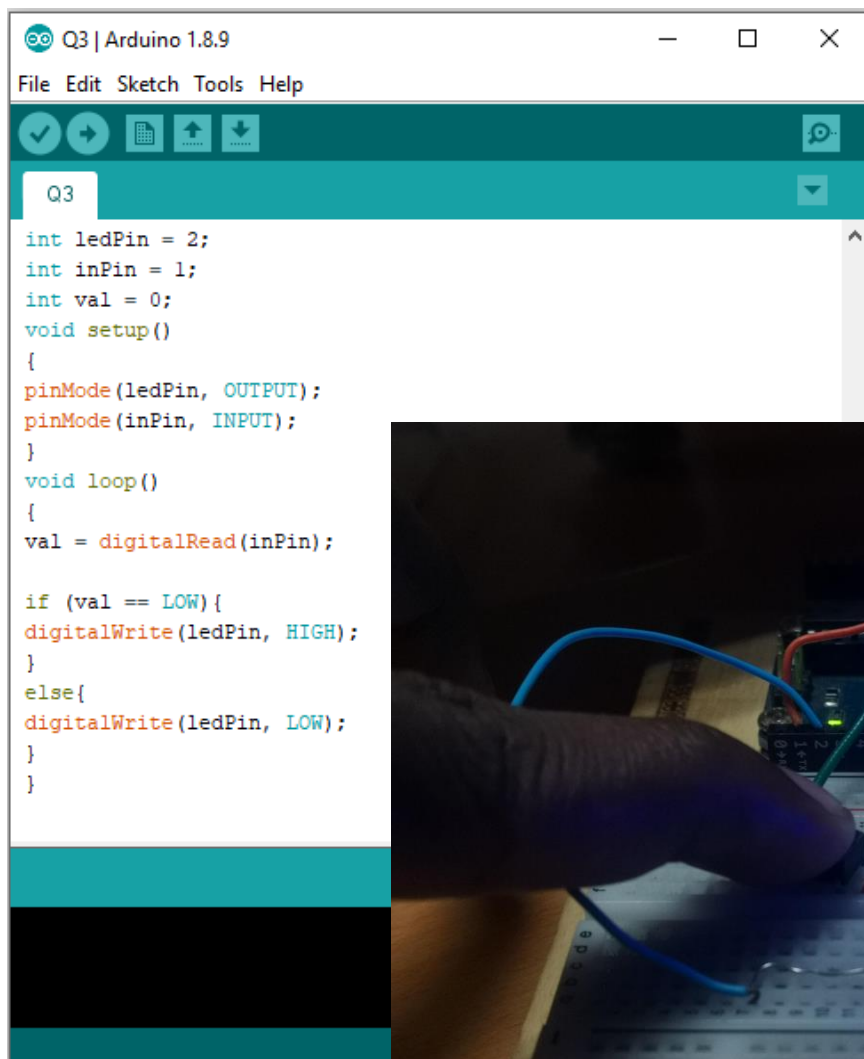 Q3 | Arduino 1.8.9
File Edit Sketch Tools Help
Q3
int ledPin = 2;
int inPin = 1;
int val = 0;
void setup()
{
pinMode(ledPin, OUTPUT);
pinMode(inPin, INPUT);
}
void loop()
{
val = digitalRead(inPin);
if (val == LOW){
digitalWrite(ledPin, HIGH);
}
else{
digitalWrite(ledPin, LOW);
}
}